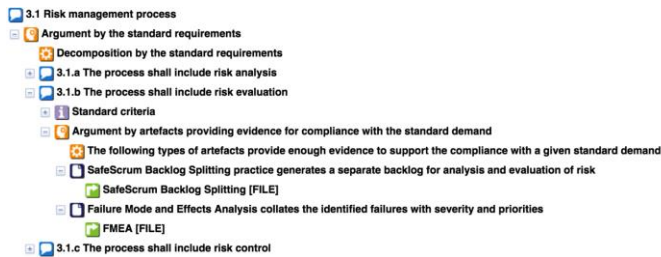 3.1 Risk management process
Argument by the standard requirements
Decomposition by the standard requirements
3.1.a The process shall include risk analysis
3.1.b The process shall include risk evaluation
Standard criteria
Argument by artefacts providing evidence for compliance with the standard demand
The following types of artefacts provide enough evidence to support the compliance with a given standard demand
SafeScrum Backlog Splitting practice generates a separate backlog for analysis and evaluation of risk
SafeScrum Backlog Splitting [FILE]
Failure Mode and Effects Analysis collates the identified failures with severity and priorities
FMEA [FILE]
3.1.c The process shall include risk control